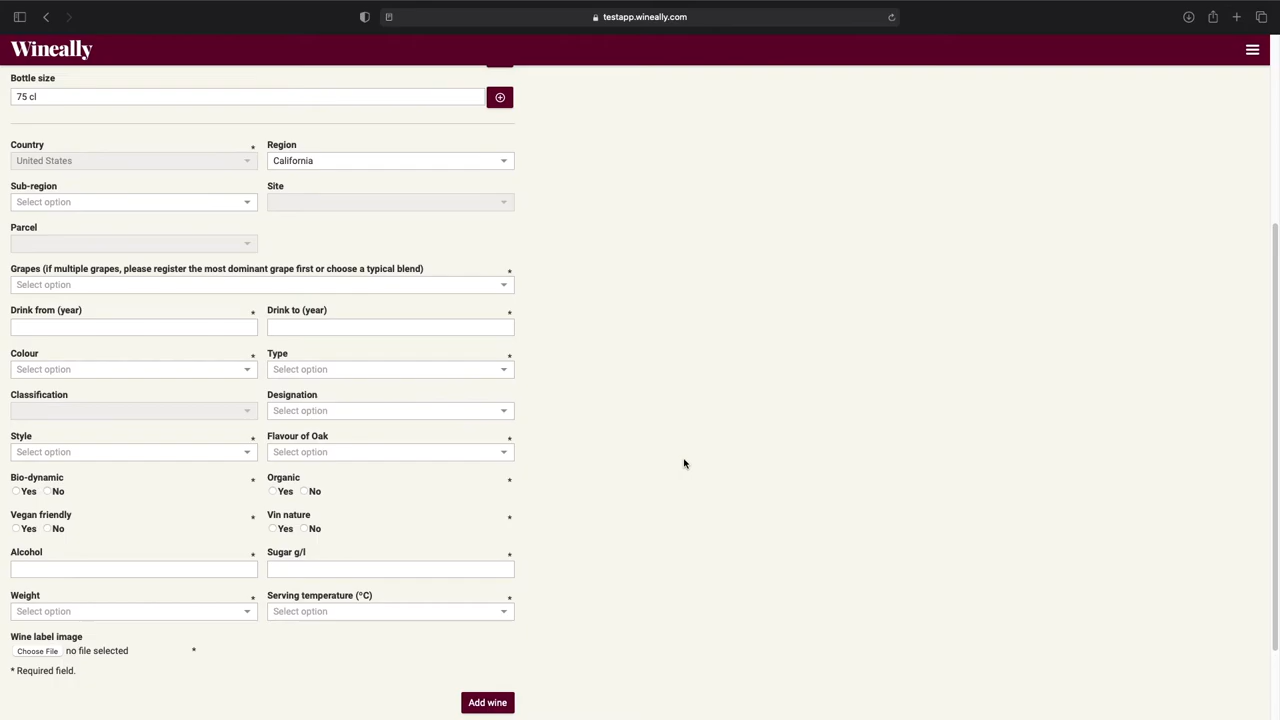 testapp.wineally.com
Wineally
Bottle size
75 cl
Country * Region
United States California
Sub-region Site
Select option
Parcel
Grapes (if multiple grapes, please register the most dominant grape first or choose a typical blend) *
Select option
Drink from (year) * Drink to (year) *
Colour * Type *
Select option Select option
Classification Designation
Select option
Style * Flavour of Oak *
Select option Select option
Bio-dynamic * Organic *
Yes No Yes No
Vegan friendly * Vin nature *
Yes No Yes No
Alcohol * Sugar g/l *
Weight * Serving temperature (ºC) *
Select option Select option
Wine label image
Choose File no file selected *
* Required field.
Add wine